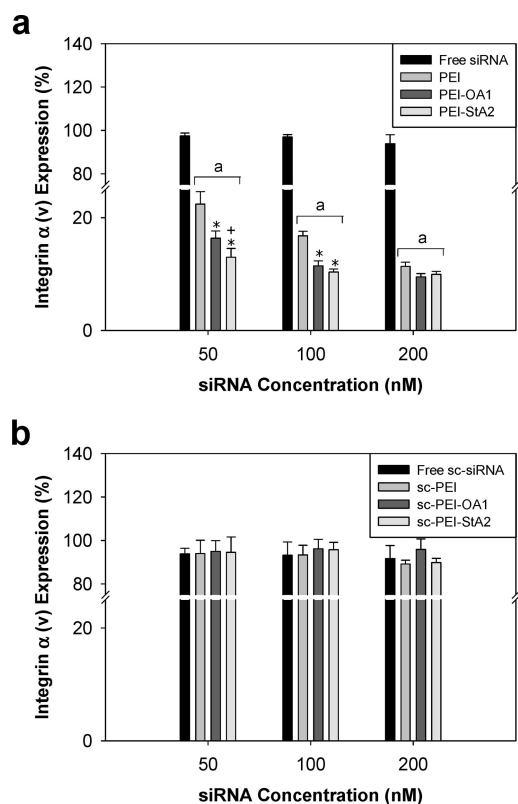 a
140
120
100
80
20
0
Integrin α (v) Expression (%)
Free siRNA
PEI
PEI-OA1
PEI-StA2
a
a
a
*
+
*
*
*
50
100
200
siRNA Concentration (nM)
b
140
120
100
80
20
0
Integrin α (v) Expression (%)
Free sc-siRNA
sc-PEI
sc-PEI-OA1
sc-PEI-StA2
50
100
200
siRNA Concentration (nM)